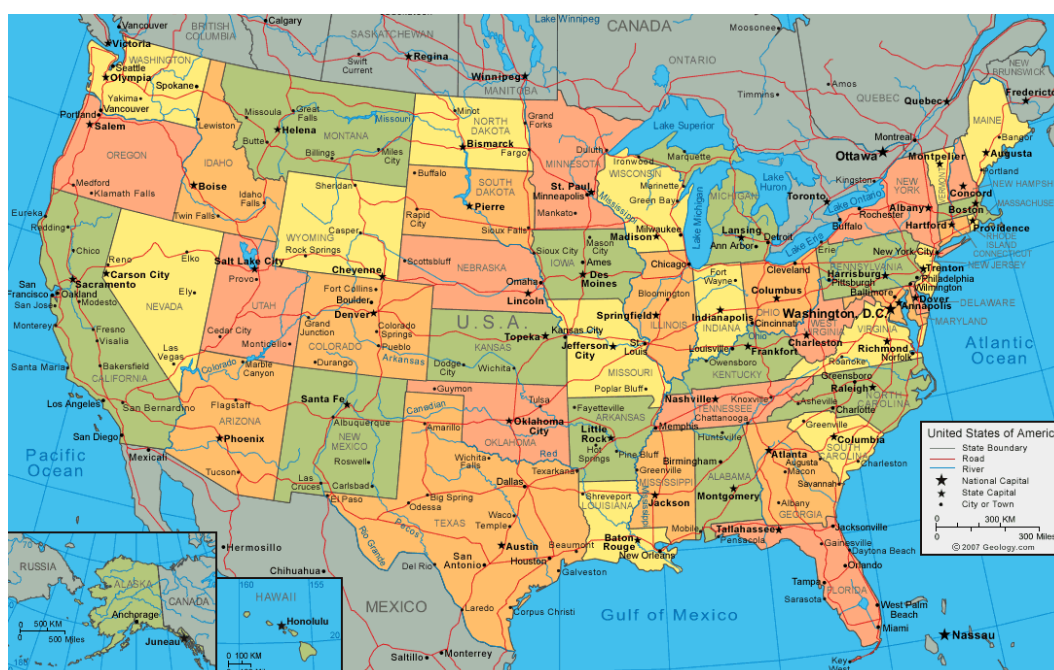 Vancouver
BRITISH
COLUMBIA
Calgary
SASKATCHEWAN
Swift
Current
Regina
Lake Winnipeg
Winnipeg
MANITOBA
CANADA
ONTARIO
Moosonee
Timmins
Amos
QUEBEC
Quebec
NEW
BRUNSWICK
Fredericto
Victoria
Seattle
Olympia
WASHINGTON
Spokane
Yakima
Vancouver
Portland
Salem
OREGON
Medford
Klamath Falls
Lewiston
IDAHO
Boise
Idaho
Falls
Twin Falls
Missoula
Great
Falls
Missouri
Helena
MONTANA
Butte
Billings
Miles
City
Minot
NORTH
DAKOTA
Bismarck
Fargo
Grand
Forks
Buffalo
SOUTH
DAKOTA
Pierre
Rapid
City
Sioux Falls
Duluth
MINNESOTA
St. Paul
Minneapolis
Mankato
Mississippi
Lake Superior
Ironwood
WISCONSIN
Marquette
Marinette
Green Bay
Milwaukee
Madison
Lake Michigan
MICHIGAN
Lake
Huron
Lansing
Ann Arbor
Detroit
Toronto
Kingston
Lake Ontario
Lake Erie
Ottawa
Montreal
MAINE
Bangor
Augusta
Portland
Montpelier
VERMONT
NEW HAMPSH
Concord
MASSACHUSE
Boston
Providence
RHODE
ISLAND
CONNECTICUT
Hartford
NEW
YORK
Albany
Rochester
Buffalo
New York City
NEW JERSEY
Trenton
Philadelphia
Wilmington
Erie
PENNSYLVANIA
Harrisburg
Pittsburgh
Baltimore
Dover
DELAWARE
Annapolis
MARYLAND
Washington, D.C.
Eureka
Redding
Chico
Reno
Carson City
Sacramento
San
Francisco
Oakland
San Jose
Modesto
Monterey
Fresno
Visalia
Bakersfield
CALIFORNIA
Santa Maria
Los Angeles
San Bernardino
San Diego
Mexicali
Elko
Ely
NEVADA
Las
Vegas
Salt Lake City
Provo
UTAH
Cedar City
Monticello
Colorado
Marble
Canyon
Sheridan
WYOMING
Casper
Rock Springs
Cheyenne
Fort Collins
Boulder
Denver
Grand
Junction
COLORADO
Colorado
Springs
Pueblo
Durango
Arkansas
Scottsbluff
NEBRASKA
Omaha
Lincoln
U.S.A.
Topeka
KANSAS
Dodge
City
Wichita
Kansas City
Sioux City
Mason
City
IOWA
Ames
Des
Moines
Chicago
Bloomington
Springfield
ILLINOIS
Jefferson
City
St.
Louis
MISSOURI
Poplar Bluff
Fort
Wayne
Indianapolis
INDIANA
Cleveland
Columbus
OHIO
Cincinnati
Ohio
Louisville
Owensboro
Frankfort
KENTUCKY
WEST
VIRGINIA
Charleston
VIRGINIA
Richmond
Norfolk
Roanoke
Greensboro
Raleigh
NORTH
CAROLINA
Asheville
Charlotte
Nashville
Knoxville
TENNESSEE
Chattanooga
Memphis
Greenville
SOUTH
CAROLINA
Columbia
Charleston
Flagstaff
ARIZONA
Phoenix
Tucson
Santa Fe
Albuquerque
NEW
MEXICO
Roswell
Las
Cruces
Carlsbad
El Paso
Guymon
Canadian
Amarillo
Tulsa
Oklahoma
City
OKLAHOMA
Red
Wichita
Falls
Fayetteville
ARKANSAS
Little
Rock
Hot
Springs
Pine Bluff
Texarkana
Dallas
Big Spring
Odessa
TEXAS
Waco
Temple
Pecos
Rio Grande
Austin
San
Antonio
Houston
Beaumont
Galveston
Del Rio
Laredo
Corpus Christi
Shreveport
LOUISIANA
Baton
Rouge
New Orleans
Greenville
MISSISSIPPI
Mississippi
Jackson
Huntsville
Birmingham
ALABAMA
Montgomery
Mobile
Pensacola
Atlanta
Augusta
Macon
Savannah
Albany
GEORGIA
Tallahassee
Jacksonville
Gainesville
Daytona Beach
Orlando
Tampa
Sarasota
FLORIDA
West Palm
Beach
Miami
Key
West
Nassau
Pacific
Ocean
Atlantic
Ocean
Gulf of Mexico
MEXICO
Hermosillo
Chihuahua
Saltillo
Monterrey
70
RUSSIA
ALASKA
CANADA
Anchorage
Juneau
0
500 KM
0
500 Miles
160
155
HAWAII
Honolulu
20
0
100 KM
United States of Americ
State Boundary
Road
River
National Capital
State Capital
City or Town
0
300 KM
0
300 Miles
© 2007 Geology.com